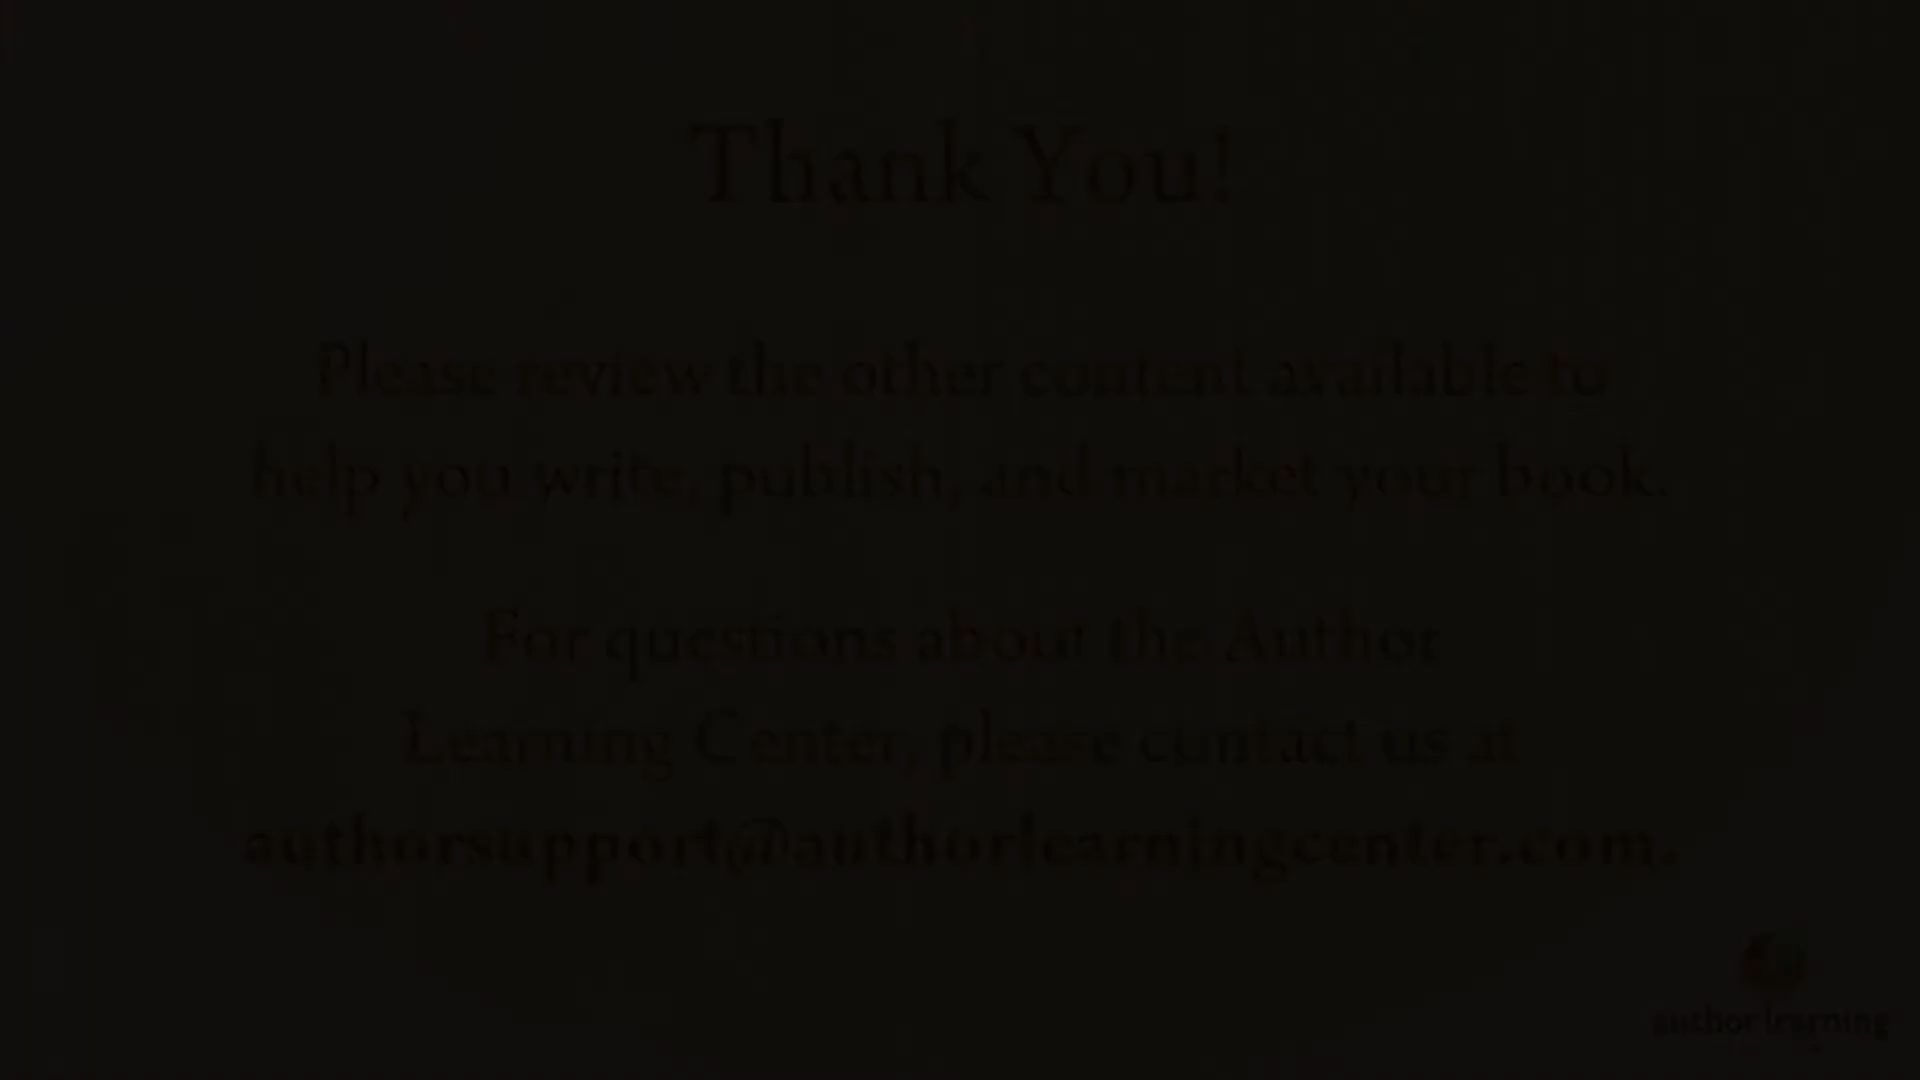 Thank You!
Please review the other content available to
help you write, publish, and market your book.
For questions about the Author
Learning Center, please contact us at
authorsupport@authorlearningcenter.com.
author learning